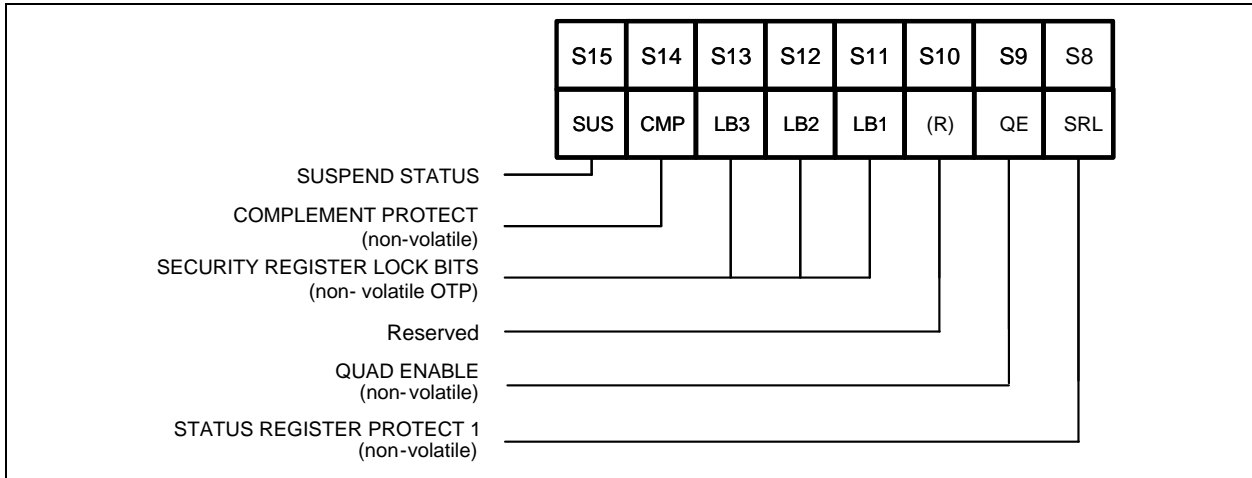 S15 S14 S13 S12 S11 S10 S9 S8
SUS CMP LB3 LB2 LB1 (R) QE SRL
SUSPEND STATUS
COMPLEMENT PROTECT
(non-volatile)
SECURITY REGISTER LOCK BITS
(non- volatile OTP)
Reserved
QUAD ENABLE
(non-volatile)
STATUS REGISTER PROTECT 1
(non-volatile)